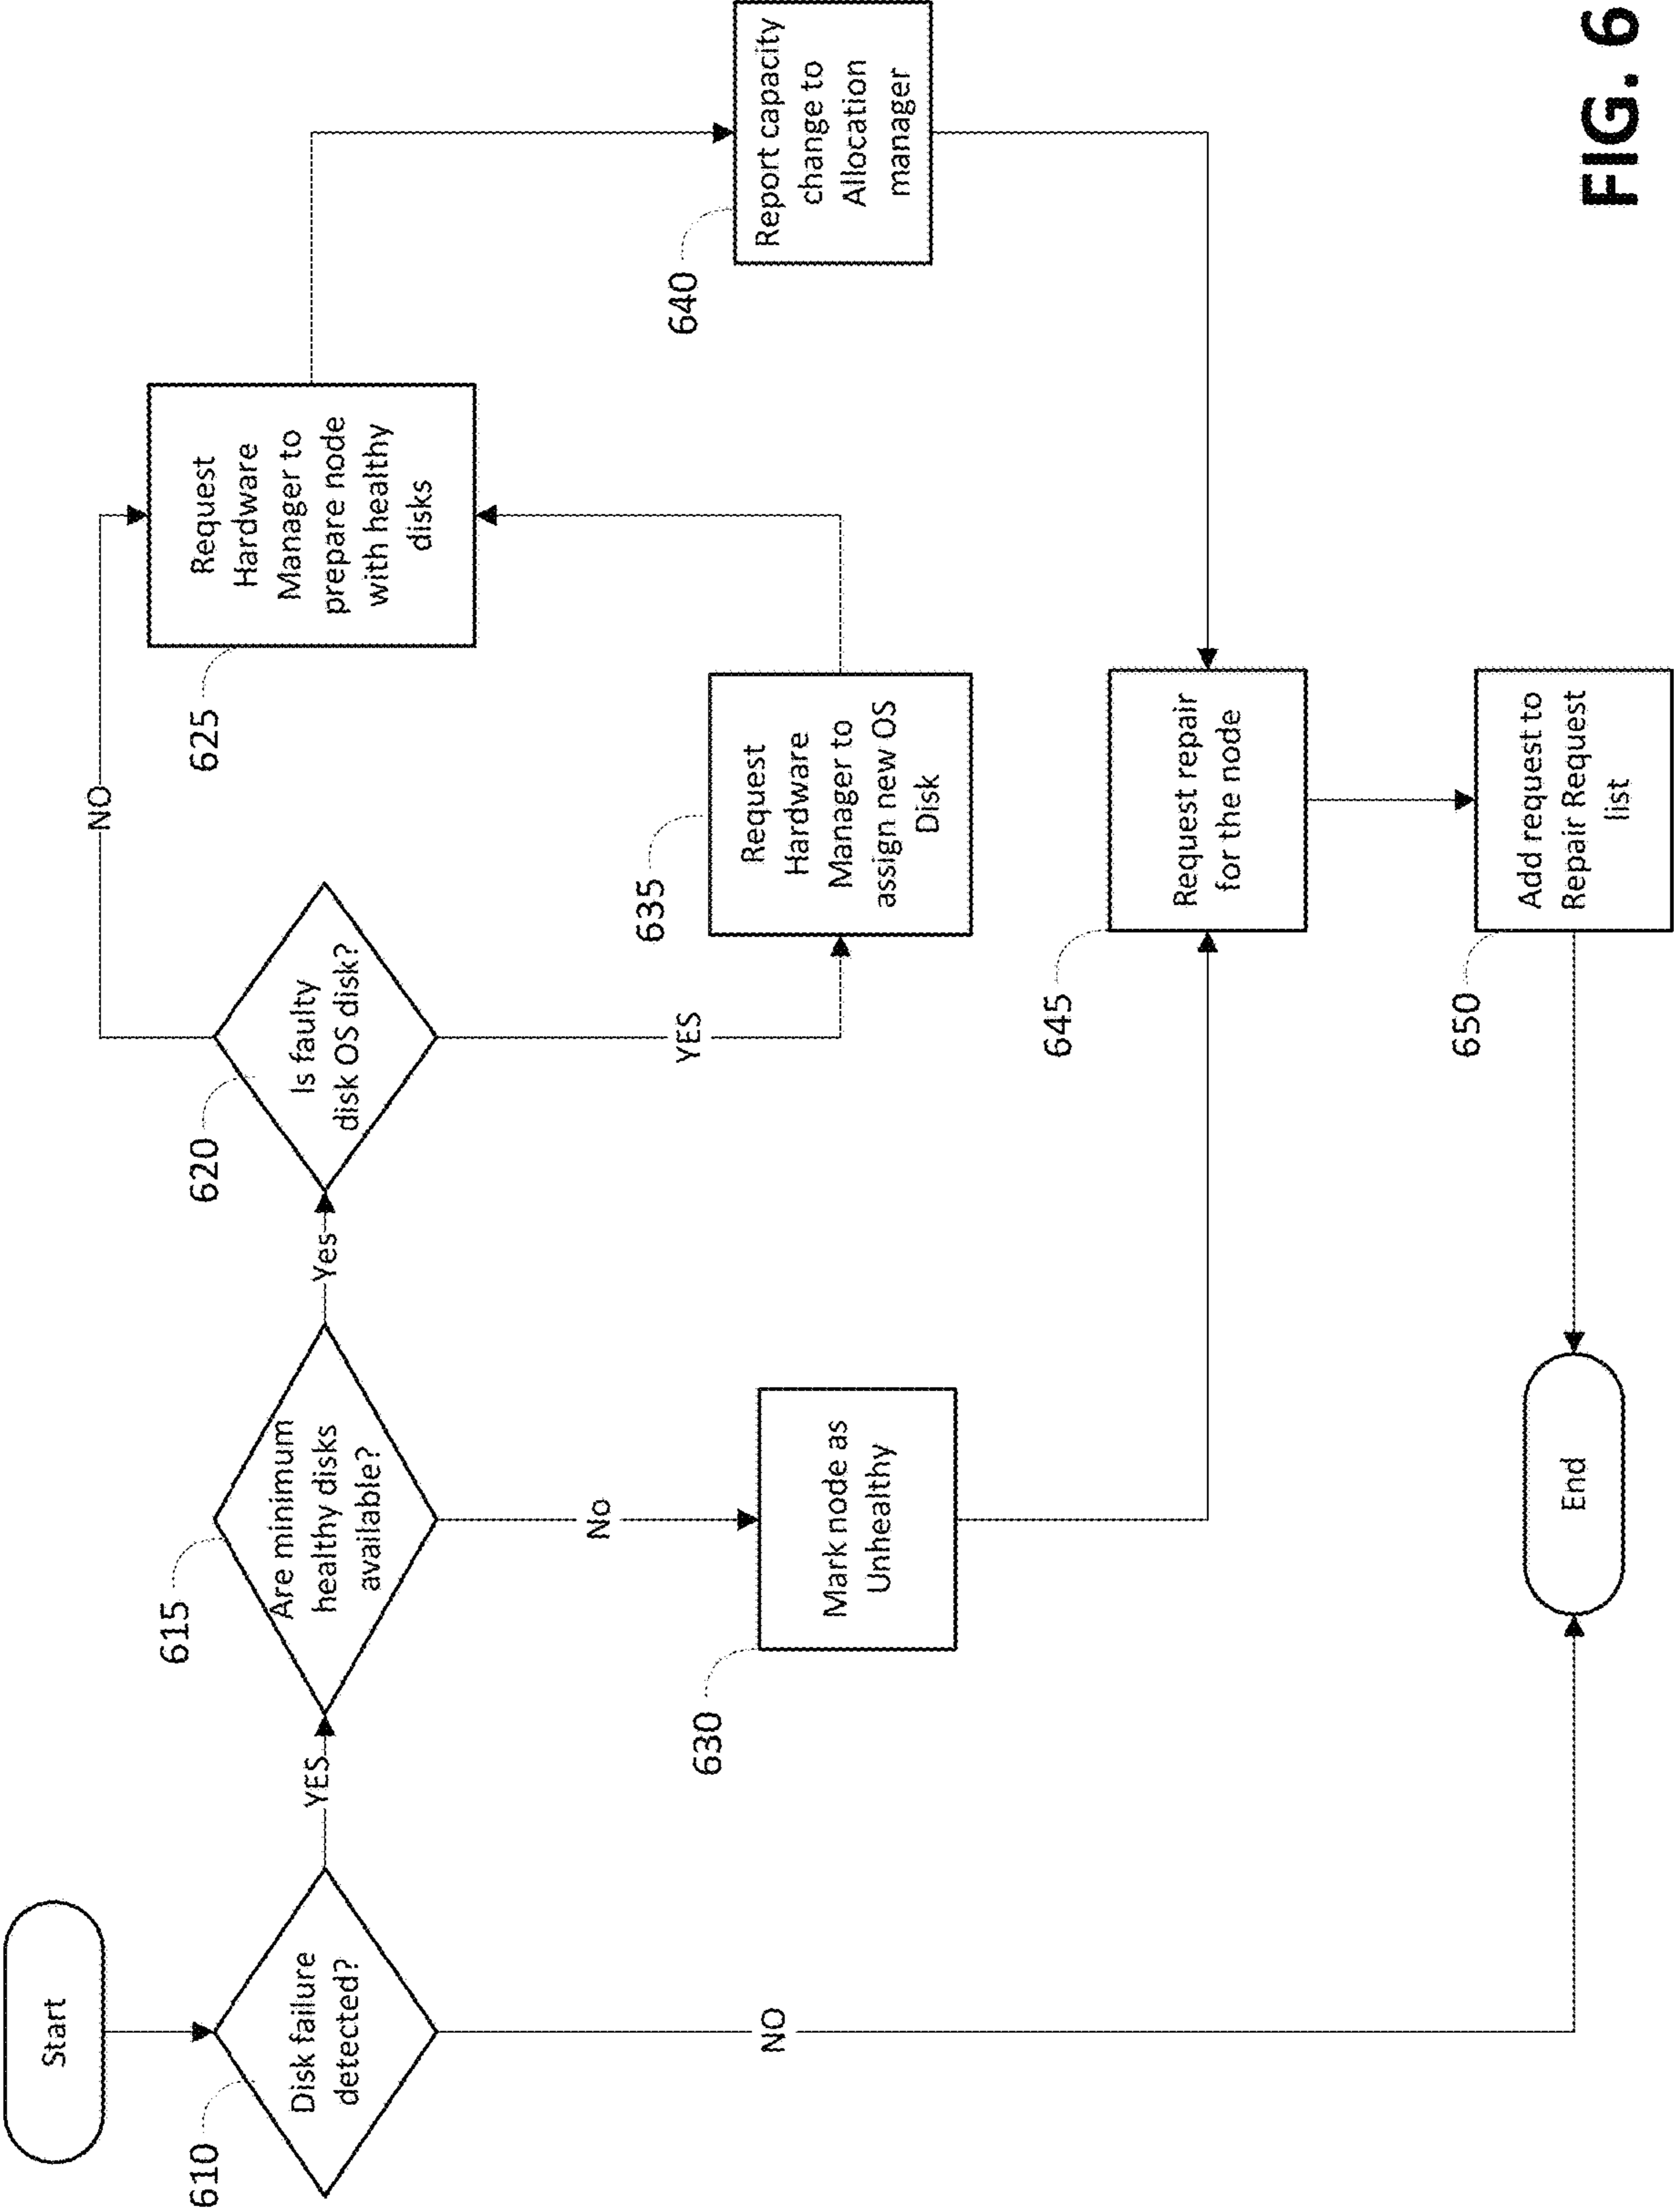 Start
610
Disk failure
detected?
YES
NO
615
Are minimum
healthy disks
available?
Yes
No
620
Is faulty
disk OS disk?
NO
YES
625
Request
Hardware
Manager to
prepare node
with healthy
disks
630
Mark node as
Unhealthy
635
Request
Hardware
Manager to
assign new OS
Disk
640
Report capacity
change to
Allocation
manager
645
Request repair
for the node
650
Add request to
Repair Request
list
End
FIG. 6